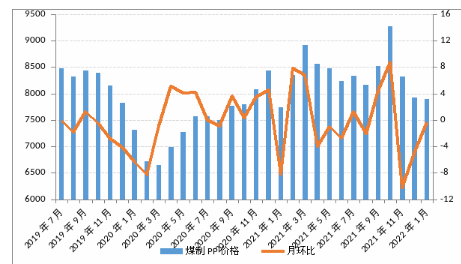 9500
9000
8500
8000
7500
7000
6500
6000
16
12
8
4
0
-4
-8
-12
2019年7月
2019年9月
2019年11月
2020年1月
2020年3月
2020年5月
2020年7月
2020年9月
2020年11月
2021年1月
2021年3月
2021年5月
2021年7月
2021年9月
2021年11月
2022年1月
煤制PP价格
月环比